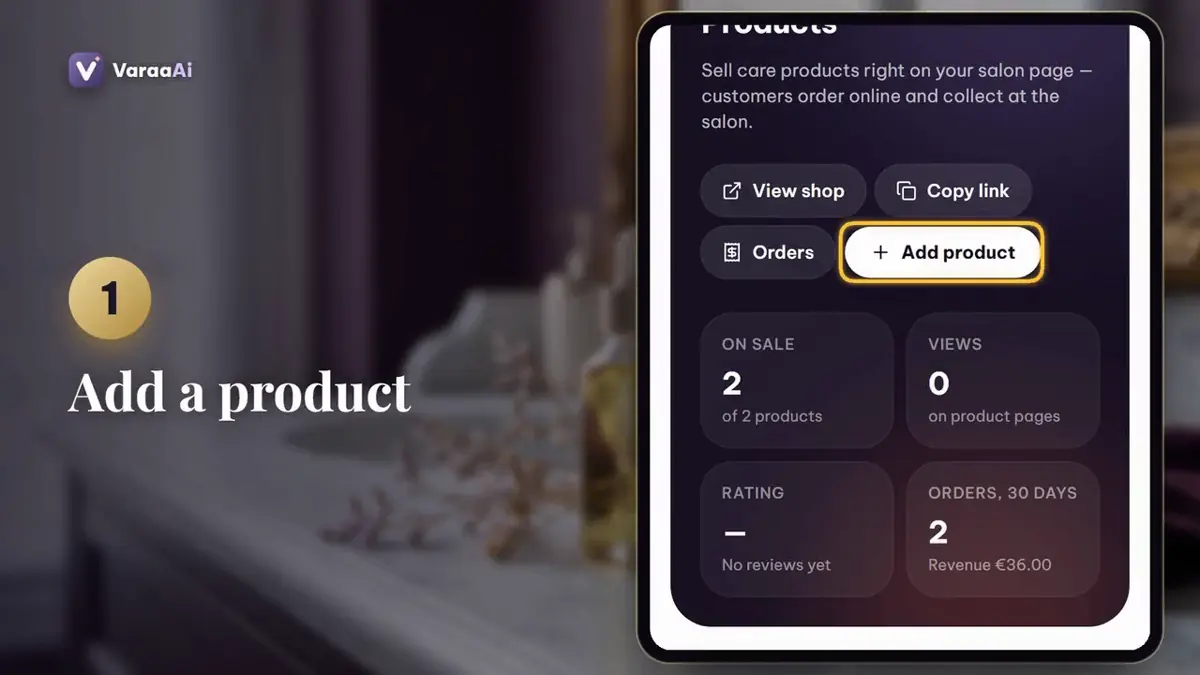 VaraaAi
1
Add a product
Products
Sell care products right on your salon page –
customers order online and collect at the
salon.
View shop
Copy link
Orders
+ Add product
ON SALE
2
of 2 products
VIEWS
0
on product pages
RATING
–
No reviews yet
ORDERS, 30 DAYS
2
Revenue €36.00